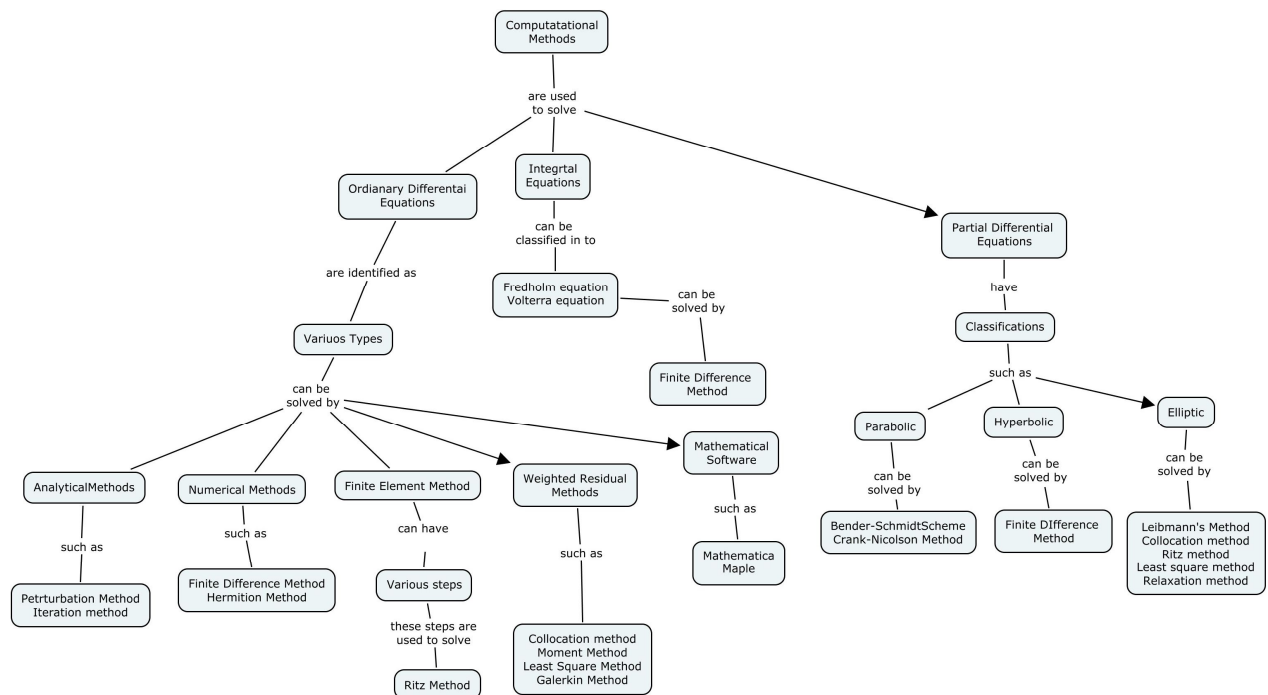 Computatational
Methods
are used
to solve
Ordianary Differentai
Equations
Integrtal
Equations
Partial Differential
Equations
are identified as
can be
classified in to
have
Variuos Types
Fredholm equation
Volterra equation
can be
solved by
Finite Difference
Method
Classifications
such as
can be
solved by
Parabolic
Hyperbolic
Elliptic
AnalyticalMethods
Numerical Methods
Finite Element Method
Weighted Residual
Methods
Mathematical
Software
can be
solved by
can be
solved by
can be
solved by
such as
such as
can have
such as
such as
Bender-SchmidtScheme
Crank-Nicolson Method
Finite DIfference
Method
Leibmann's Method
Collocation method
Ritz method
Least square method
Relaxation method
Petrturbation Method
Iteration method
Finite Difference Method
Hermition Method
Various steps
Mathematica
Maple
these steps are
used to solve
Ritz Method
Collocation method
Moment Method
Least Square Method
Galerkin Method